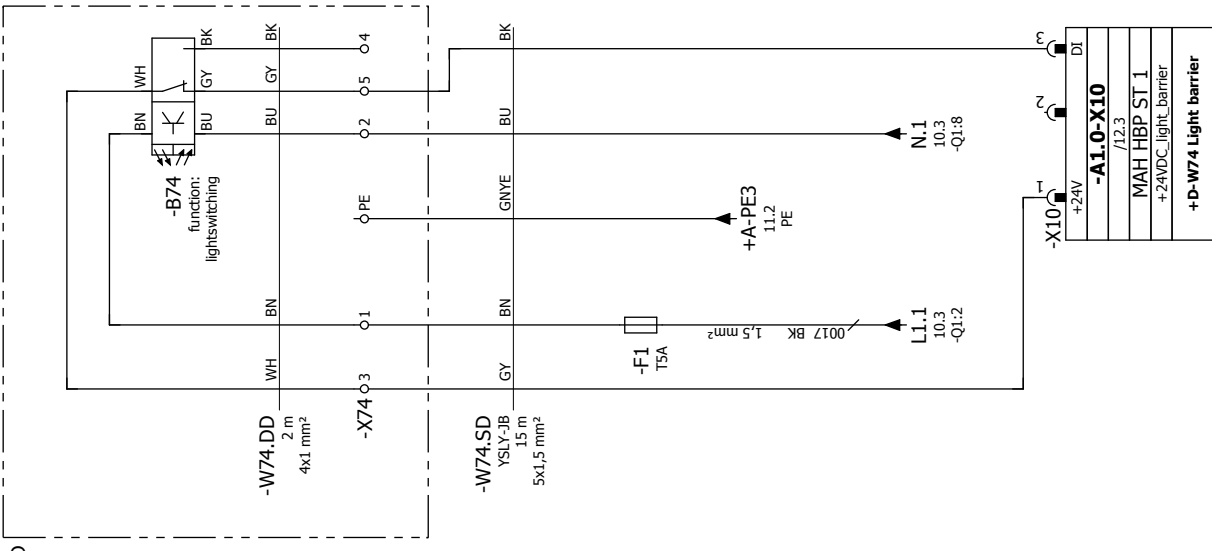 -B74
function:
lightswitching
BN
WH
BU
GY
BK
-W74.DD
2 m
4x1 mm²
WH
BN
BU
GY
BK
-X74
3
1
PE
2
5
4
-W74.SD
YSLY-JB
15 m
5x1,5 mm²
GY
BN
GNYE
BU
BK
-F1
T5A
0017 BK 1,5 mm²
L1.1
10.3
-Q1:2
+A-PE3
11.2
PE
N.1
10.3
-Q1:8
-X10
1
2
3
+24V
DI
-A1.0-X10
/12.3
MAH HBP ST 1
+24VDC_light_barrier
+D-W74 Light barrier